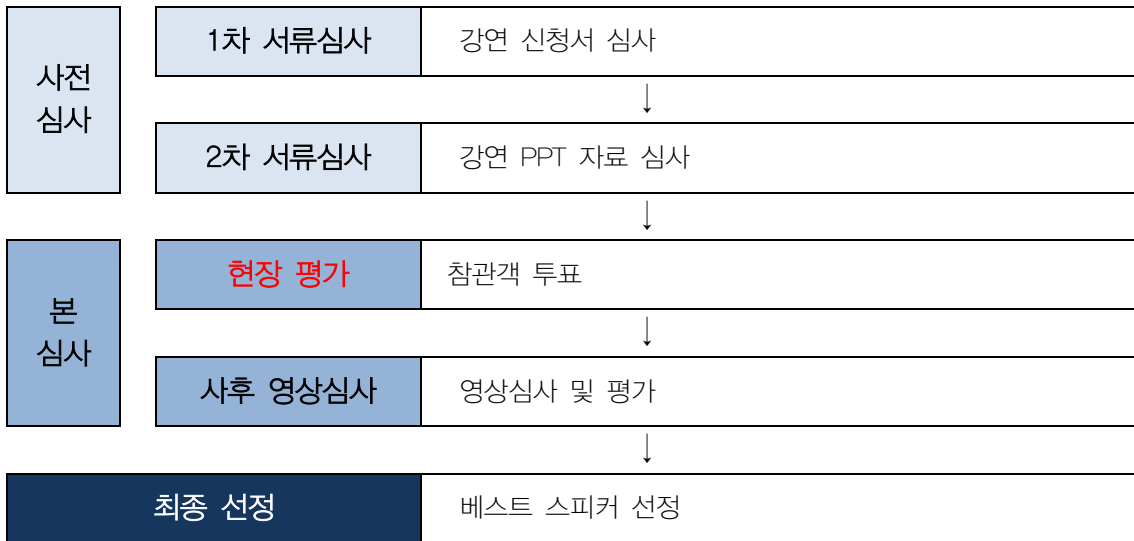 사전
심사
1차 서류심사
강연 신청서 심사
↓
2차 서류심사
강연 PPT 자료 심사
↓
본
심사
현장 평가
참관객 투표
↓
사후 영상심사
영상심사 및 평가
↓
최종 선정
베스트 스피커 선정